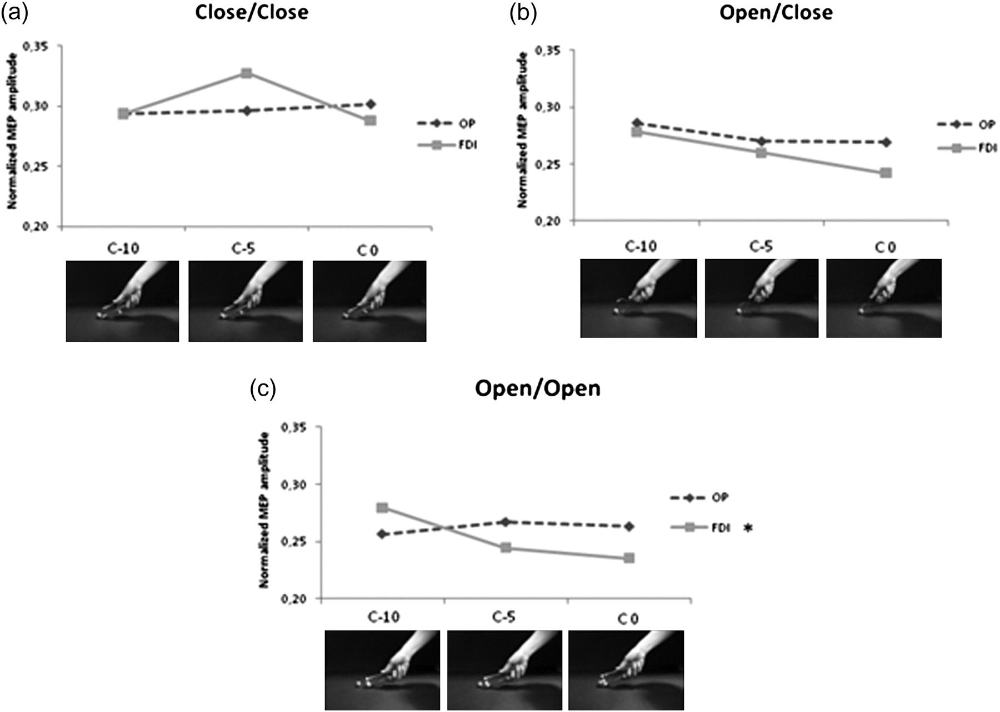 (a) Close/Close
Normalized MEP amplitude
0,35
0,30
0,25
0,20
C-10 C-5 C 0
OP
FDI
(b) Open/Close
Normalized MEP amplitude
0,35
0,30
0,25
0,20
C-10 C-5 C 0
OP
FDI
(c) Open/Open
Normalized MEP amplitude
0,35
0,30
0,25
0,20
C-10 C-5 C 0
OP
FDI *